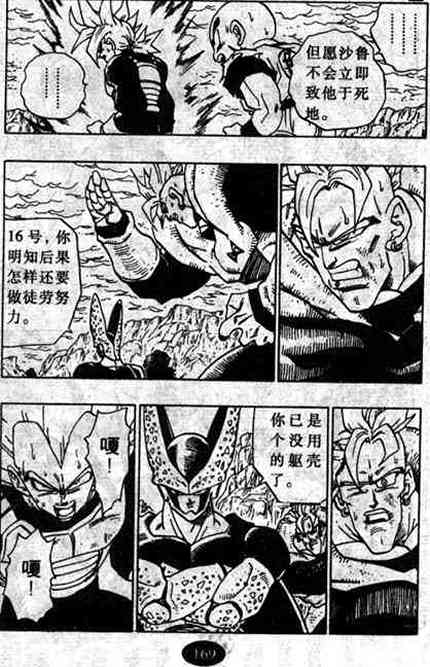 …………
…………
但愿沙鲁
不会立即
致他于死
地。
………
………
16号，你
明知后果
怎样还要
做徒劳努
力。
你已是
个没用
的躯壳
了。
哽！
哽！
169